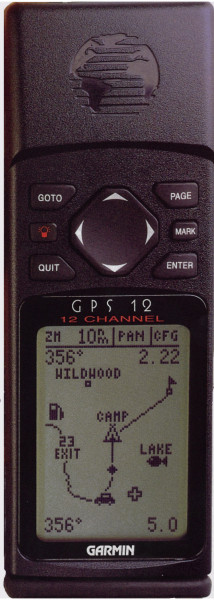 GOTO PAGE
MARK
QUIT ENTER
GPS 12
12 CHANNEL
ZM 10nm PAN CFG
356° 2.22
WILDWOOD
CAMP
23
EXIT LAKE
356° 5.0
GARMIN